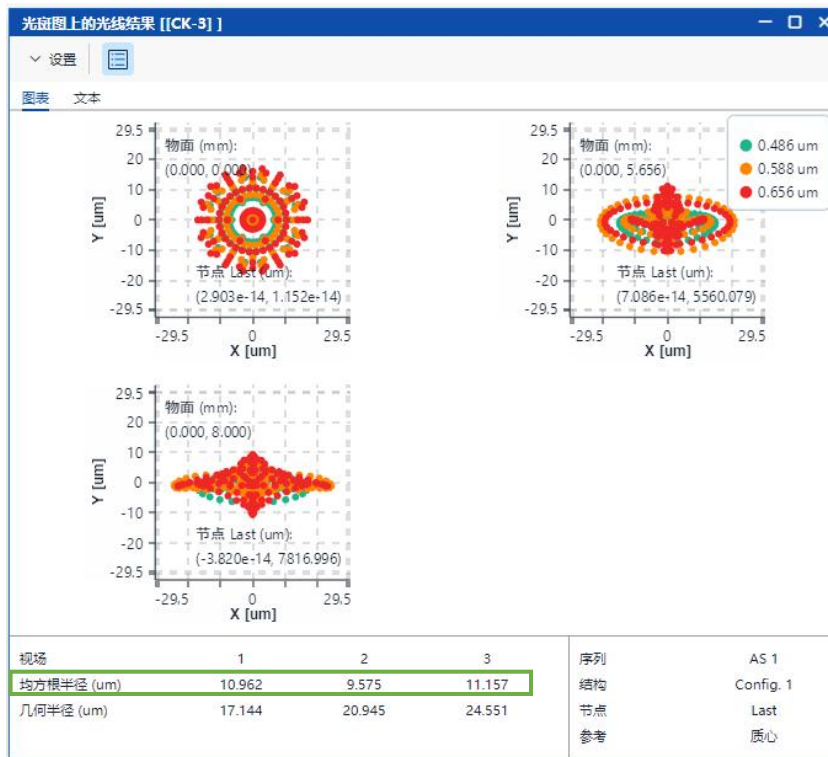 光斑图上的光线结果 [[CK-3] ]
设置
图表 文本
29.5
20
10
0
-10
-20
-29.5
Y [um]
物面 (mm):
(0.000, 0.000)
节点 Last (um):
(2.903e-14, 1.152e-14)
-29.5 0 29.5
X [um]
29.5
20
10
0
-10
-20
-29.5
Y [um]
物面 (mm):
(0.000, 5.656)
节点 Last (um):
(7.086e-14, 5560.079)
-29.5 0 29.5
X [um]
0.486 um
0.588 um
0.656 um
29.5
20
10
0
-10
-20
-29.5
Y [um]
物面 (mm):
(0.000, 8.000)
节点 Last (um):
(-3.820e-14, 7816.996)
-29.5 0 29.5
X [um]
视场 1 2 3
均方根半径 (um) 10.962 9.575 11.157
几何半径 (um) 17.144 20.945 24.551
序列 AS 1
结构 Config. 1
节点 Last
参考 质心